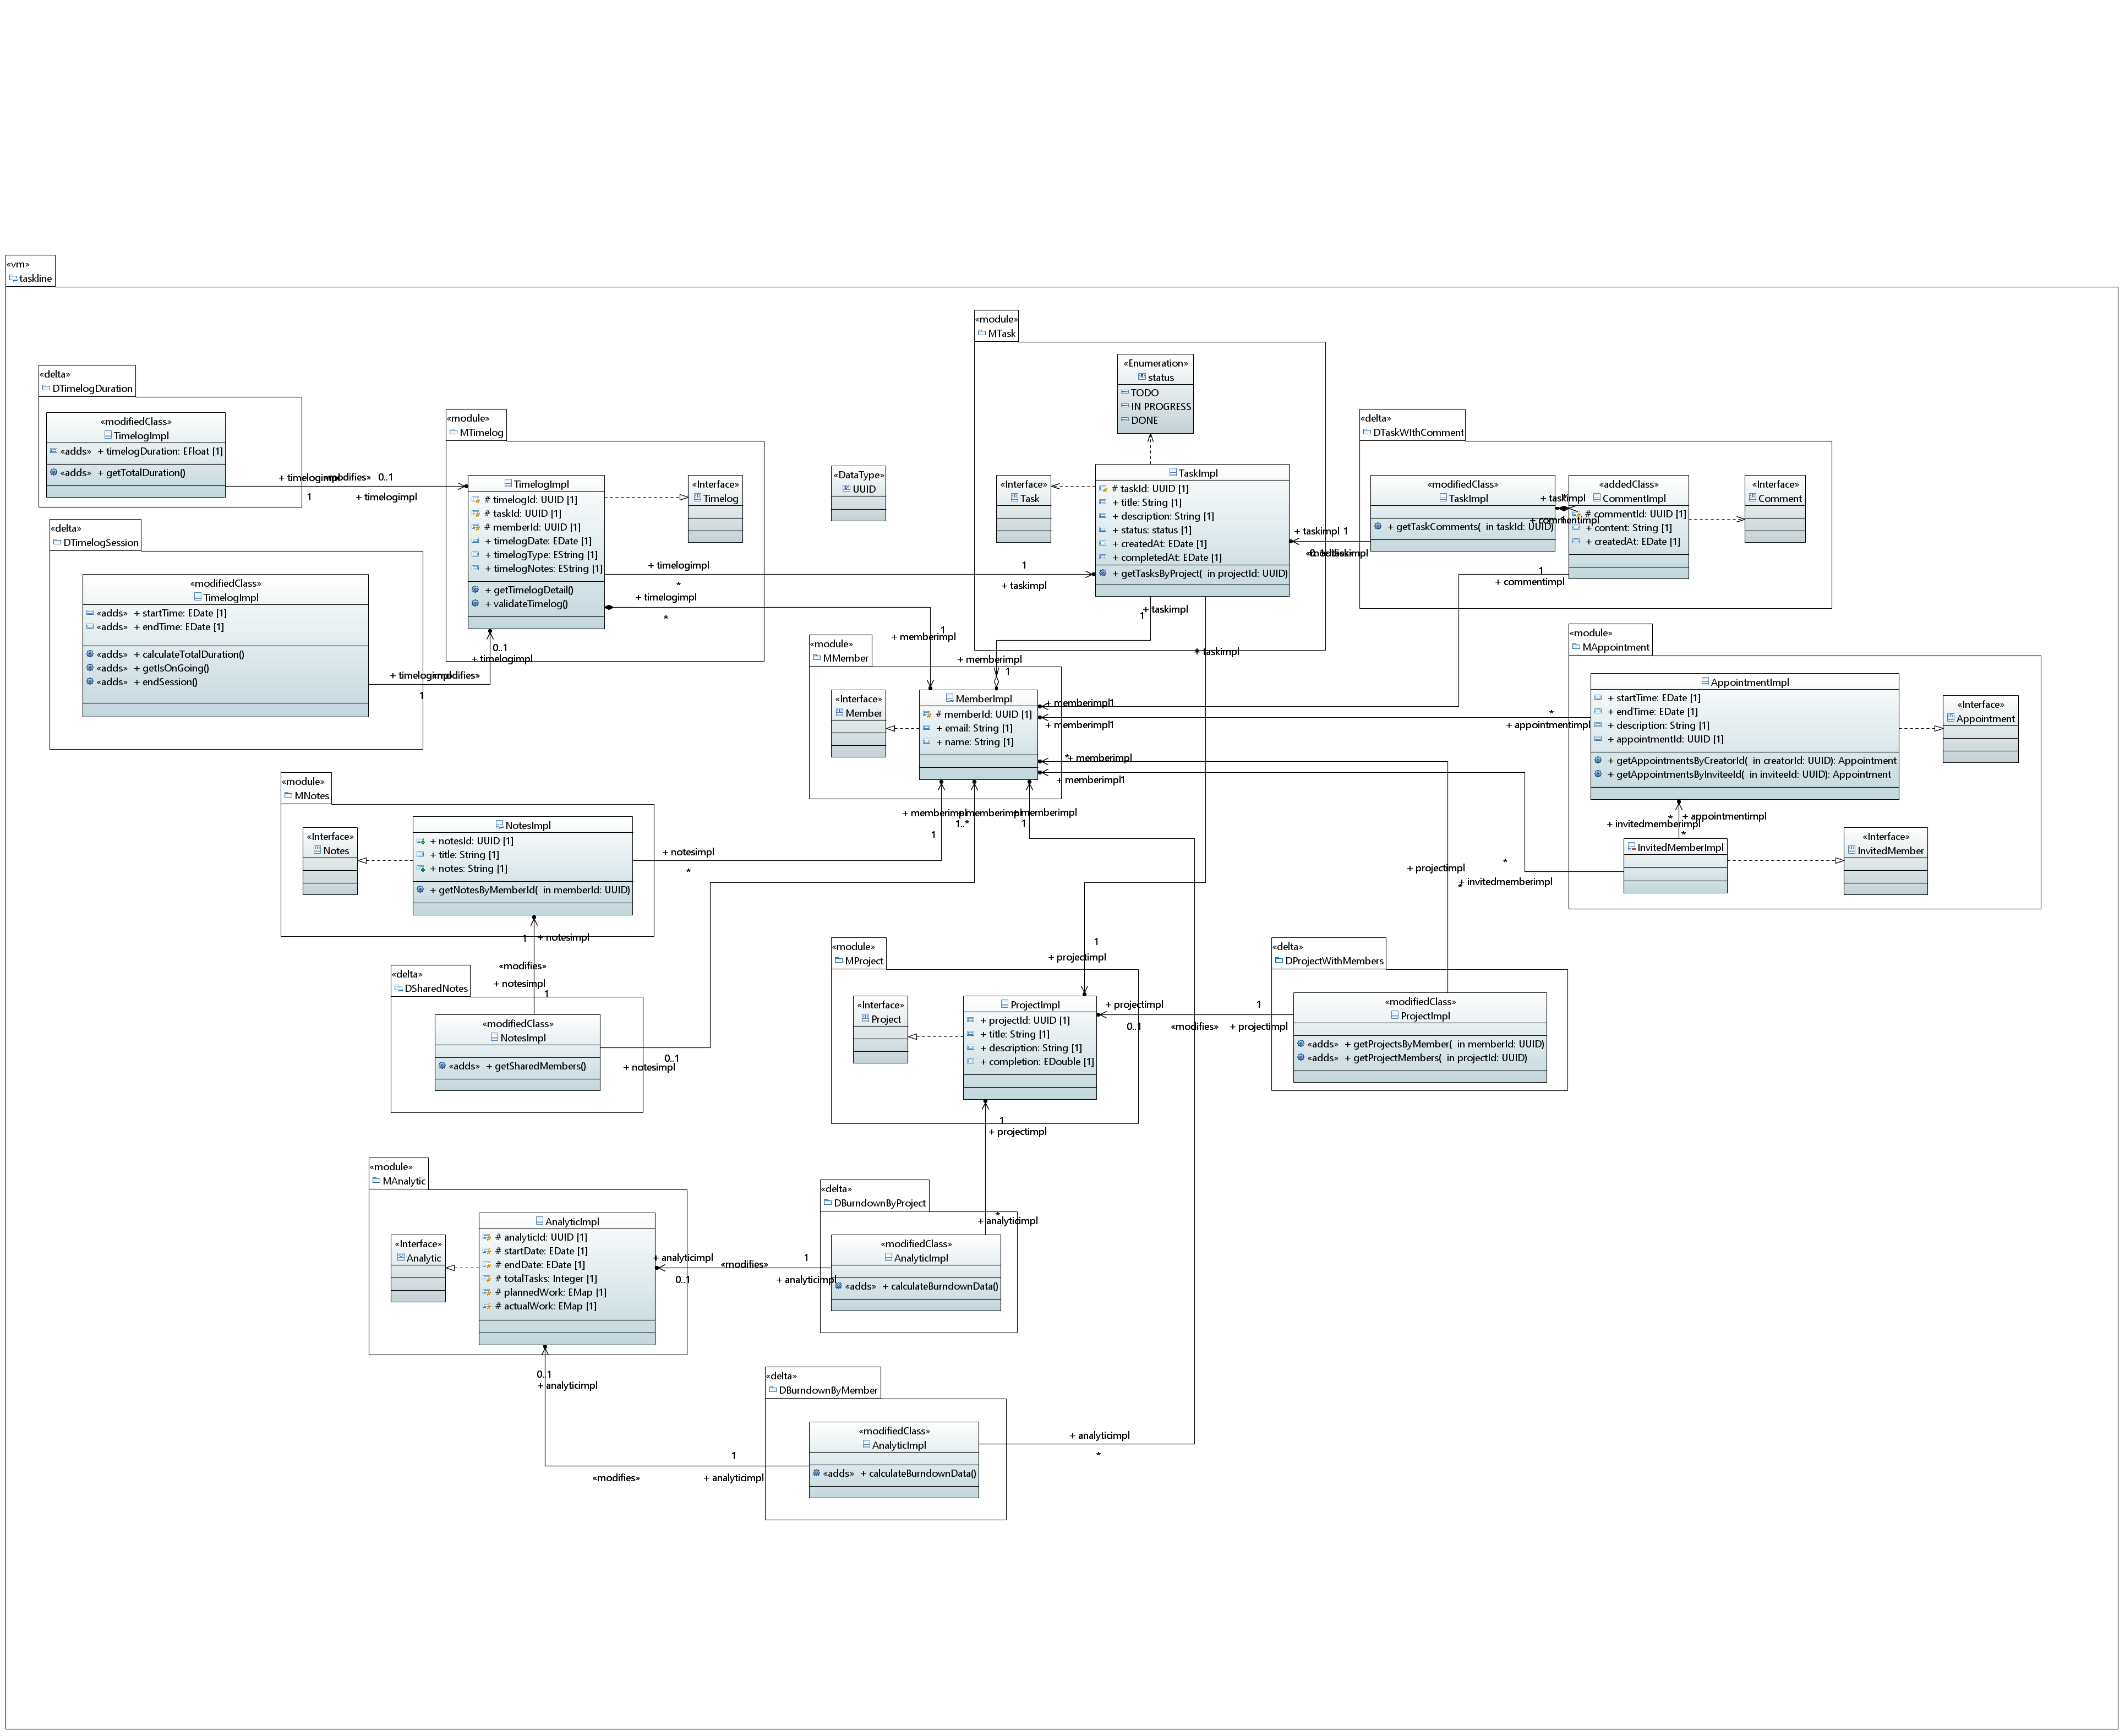 «vm»
taskline
«delta»
DTimelogDuration
«modifiedClass»
TimelogImpl
«adds» + timelogDuration: EFloat [1]
«adds» + getTotalDuration()
+ timelogimpl
«modifies»
0..1
1
+ timelogimpl
«delta»
DTimelogSession
«modifiedClass»
TimelogImpl
«adds» + startTime: EDate [1]
«adds» + endTime: EDate [1]
«adds» + calculateTotalDuration()
«adds» + getIsOnGoing()
«adds» + endSession()
+ timelogimpl
«modifies»
1
0..1
+ timelogimpl
«module»
MTimelog
TimelogImpl
# timelogId: UUID [1]
# taskId: UUID [1]
# memberId: UUID [1]
+ timelogDate: EDate [1]
+ timelogType: EString [1]
+ timelogNotes: EString [1]
+ getTimelogDetail()
+ validateTimelog()
«Interface»
Timelog
+ timelogimpl
*
1
+ taskimpl
+ timelogimpl
*
1
+ memberimpl
«DataType»
UUID
«module»
MTask
«Enumeration»
status
TODO
IN PROGRESS
DONE
«Interface»
Task
TaskImpl
# taskId: UUID [1]
+ title: String [1]
+ description: String [1]
+ status: status [1]
+ createdAt: EDate [1]
+ completedAt: EDate [1]
+ getTasksByProject( in projectId: UUID)
+ taskimpl
1
+ memberimpl
1
* + taskimpl
«delta»
DTaskWIthComment
«modifiedClass»
TaskImpl
+ getTaskComments( in taskId: UUID)
+ taskimpl
+ commentimpl
«addedClass»
CommentImpl
# commentId: UUID [1]
+ content: String [1]
+ createdAt: EDate [1]
«Interface»
Comment
+ taskimpl 1
1
+ commentimpl
«module»
MMember
«Interface»
Member
MemberImpl
# memberId: UUID [1]
+ email: String [1]
+ name: String [1]
+ memberimpl1
+ memberimpl1
*
+ memberimpl
+ memberimpl1
+ memberimpl
1
1..*
+ memberimpl
+ memberimpl
1
«module»
MAppointment
AppointmentImpl
+ startTime: EDate [1]
+ endTime: EDate [1]
+ description: String [1]
+ appointmentId: UUID [1]
+ getAppointmentsByCreatorId( in creatorId: UUID): Appointment
+ getAppointmentsByInviteeId( in inviteeId: UUID): Appointment
«Interface»
Appointment
*
+ appointmentimpl
* + appointmentimpl
+ invitedmemberimpl
*
InvitedMemberImpl
«Interface»
InvitedMember
*
+ invitedmemberimpl
+ projectimpl
*
«module»
MNotes
«Interface»
Notes
NotesImpl
+ notesId: UUID [1]
+ title: String [1]
+ notes: String [1]
+ getNotesByMemberId( in memberId: UUID)
+ notesimpl
*
1 + notesimpl
«modifies»
+ notesimpl
1
«delta»
DSharedNotes
«modifiedClass»
NotesImpl
«adds» + getSharedMembers()
0..1
+ notesimpl
«module»
MProject
«Interface»
Project
ProjectImpl
+ projectId: UUID [1]
+ title: String [1]
+ description: String [1]
+ completion: EDouble [1]
1
+ projectimpl
+ projectimpl
0..1
«modifies»
1
+ projectimpl
«delta»
DProjectWithMembers
«modifiedClass»
ProjectImpl
«adds» + getProjectsByMember( in memberId: UUID)
«adds» + getProjectMembers( in projectId: UUID)
1
+ projectimpl
«module»
MAnalytic
«Interface»
Analytic
AnalyticImpl
# analyticId: UUID [1]
# startDate: EDate [1]
# endDate: EDate [1]
# totalTasks: Integer [1]
# plannedWork: EMap [1]
# actualWork: EMap [1]
+ analyticimpl
0..1
«modifies»
1
+ analyticimpl
«delta»
DBurndownByProject
*
+ analyticimpl
«modifiedClass»
AnalyticImpl
«adds» + calculateBurndownData()
0..1
+ analyticimpl
«modifies»
1
+ analyticimpl
«delta»
DBurndownByMember
«modifiedClass»
AnalyticImpl
«adds» + calculateBurndownData()
+ analyticimpl
*